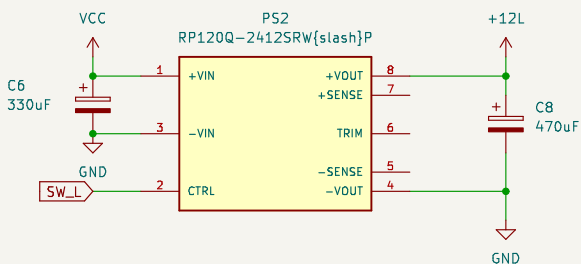 VCC
PS2
+12L
RP120Q-2412SRW{slash}P
1
+VIN
+VOUT
8
+SENSE
7
C6
330uF
+
+
C8
470uF
3
-VIN
TRIM
6
GND
-SENSE
5
SW_L
2
CTRL
-VOUT
4
GND